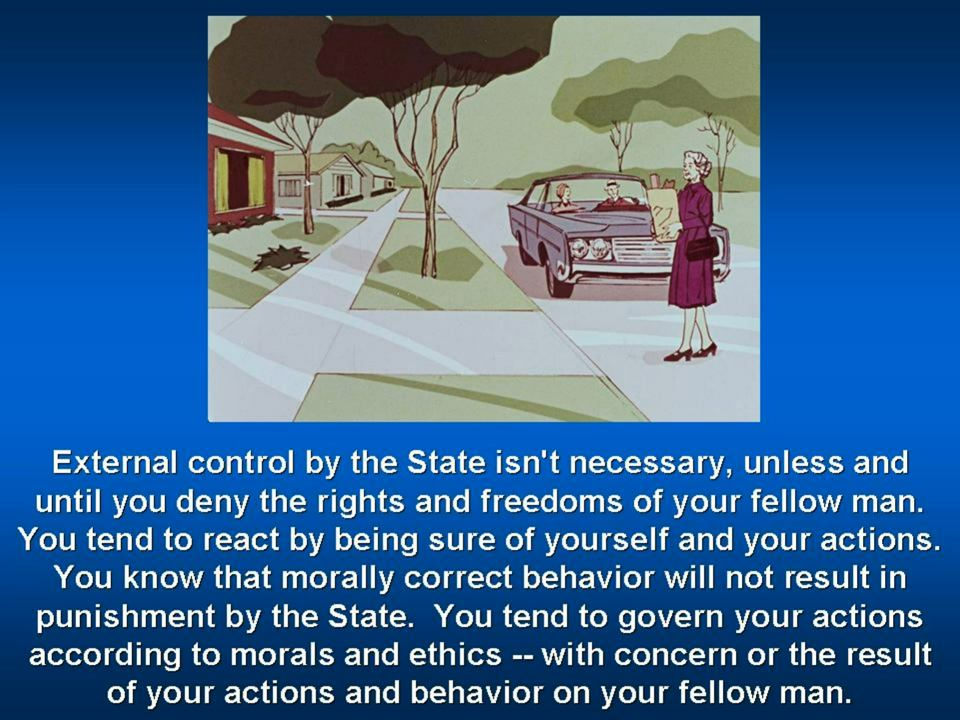 External control by the State isn't necessary, unless and
until you deny the rights and freedoms of your fellow man.
You tend to react by being sure of yourself and your actions.
You know that morally correct behavior will not result in
punishment by the State.  You tend to govern your actions
according to morals and ethics -- with concern or the result
of your actions and behavior on your fellow man.